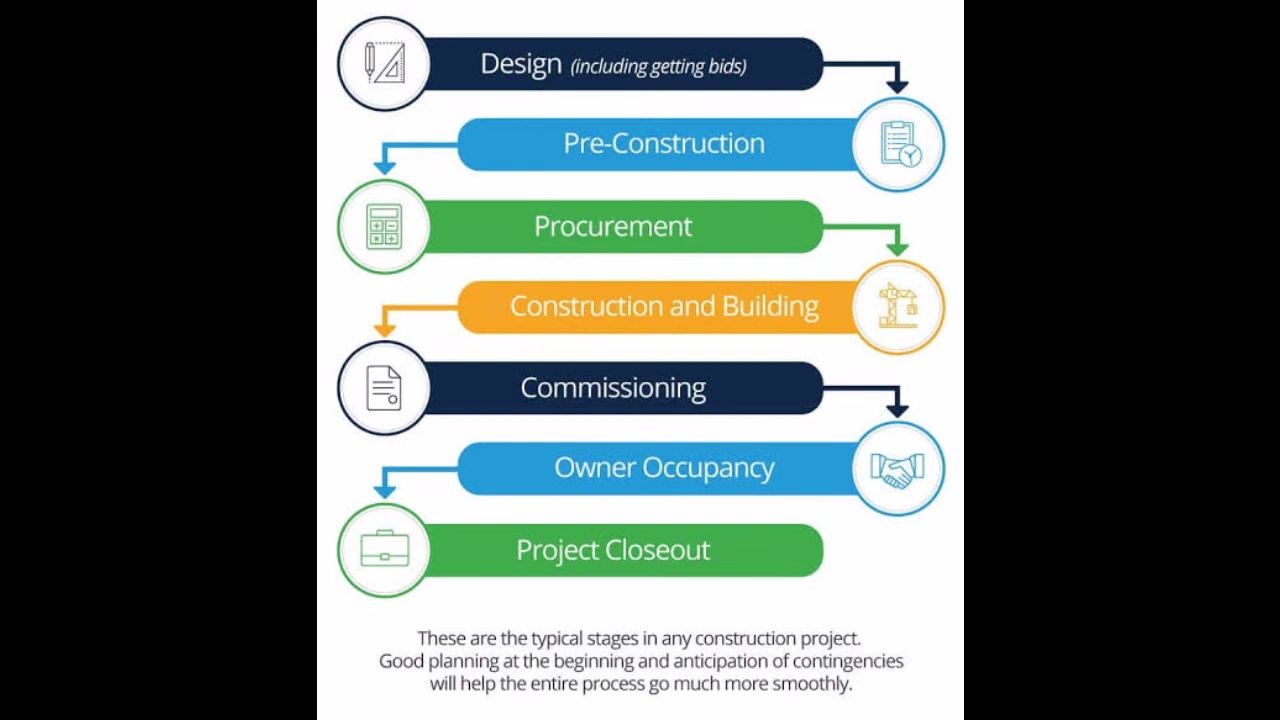 Design (including getting bids)
Pre-Construction
Procurement
Construction and Building
Commissioning
Owner Occupancy
Project Closeout
These are the typical stages in any construction project.
Good planning at the beginning and anticipation of contingencies
will help the entire process go much more smoothly.